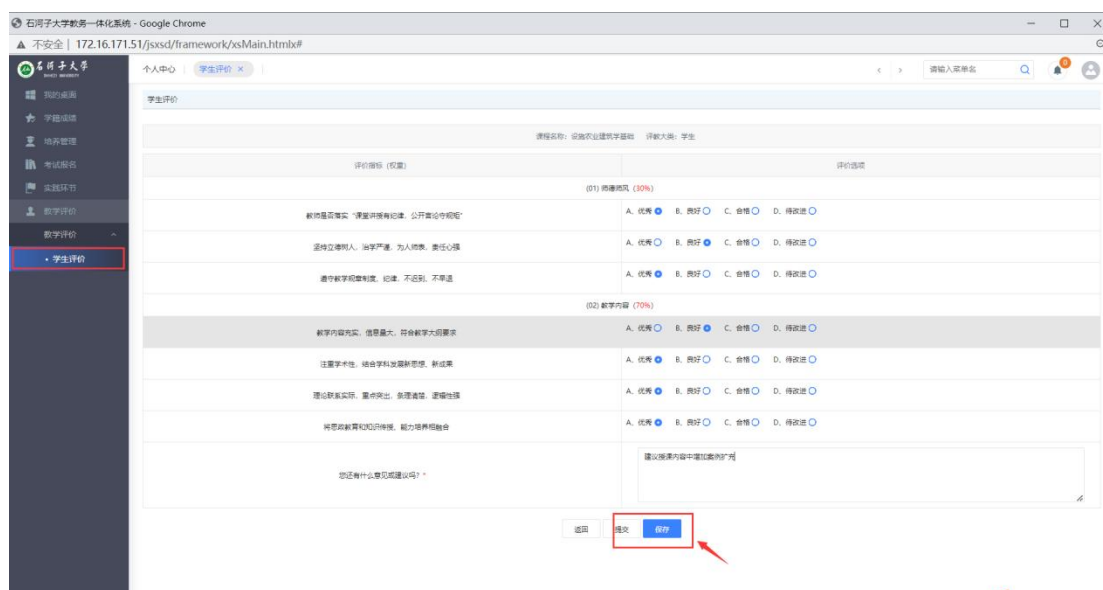 石河子大学教务一体化系统 - Google Chrome
不安全 | 172.16.171.51/jsxsd/framework/xsMain.htmlx#
石河子大学
个人中心 学生评价 ×
请输入菜单名
0
我的桌面
学籍成绩
培养管理
考试报名
实践环节
教学评价
教学评价
• 学生评价
学生评价
课程名称：设施农业建筑学基础 评教大类：学生
评价指标（权重） 评价选项
(01) 师德师风 (30%)
教师是否落实“课堂讲授有纪律、公开言论守规矩” A、优秀 B、良好 C、合格 D、待改进
坚持立德树人，治学严谨，为人师表，责任心强 A、优秀 B、良好 C、合格 D、待改进
遵守教学规章制度、纪律，不迟到、不早退 A、优秀 B、良好 C、合格 D、待改进
(02) 教学内容 (70%)
教学内容充实，信息量大，符合教学大纲要求 A、优秀 B、良好 C、合格 D、待改进
注重学术性，结合学科发展新思想、新成果 A、优秀 B、良好 C、合格 D、待改进
理论联系实际，重点突出，条理清楚，逻辑性强 A、优秀 B、良好 C、合格 D、待改进
将思政教育和知识传授、能力培养相融合 A、优秀 B、良好 C、合格 D、待改进
您还有什么意见或建议吗？* 建议授课内容中增加案例扩充
返回 提交 保存